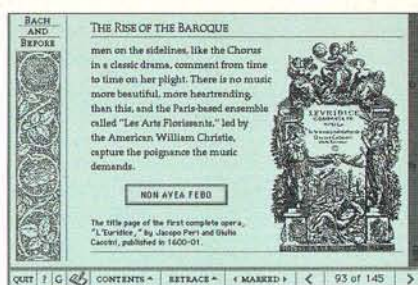 BACH
AND
BEFORE
THE RISE OF THE BAROQUE
men on the sidelines, like the Chorus
in a classic drama, comment from time
to time on her plight. There is no music
more beautiful, more heartrending,
than this, and the Paris-based ensemble
called "Les Arts Florissants," led by
the American William Christie,
capture the poignance the music
demands.
NON AVEA FEBO
The title page of the first complete opera,
"L'Euridice," by Jacopo Peri and Giulio
Caccini, published in 1600-01.
LEVRIDICE
QUIT ? G CONTENTS RETRACE MARKED < 93 of 145 >